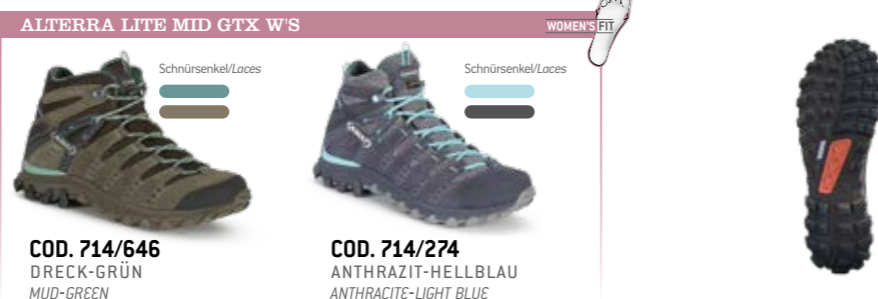 ALTERRA LITE MID GTX W'S
WOMEN'S FIT
Schnürsenkel/Laces
Schnürsenkel/Laces
COD. 714/646
DRECK-GRÜN
MUD-GREEN
COD. 714/274
ANTHRAZIT-HELLBLAU
ANTHRACITE-LIGHT BLUE